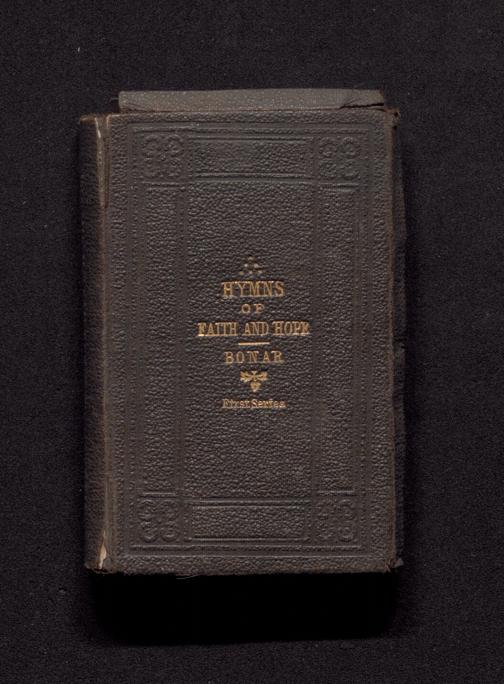 HYMNS
OF
FAITH AND HOPE
BONAR
First Series